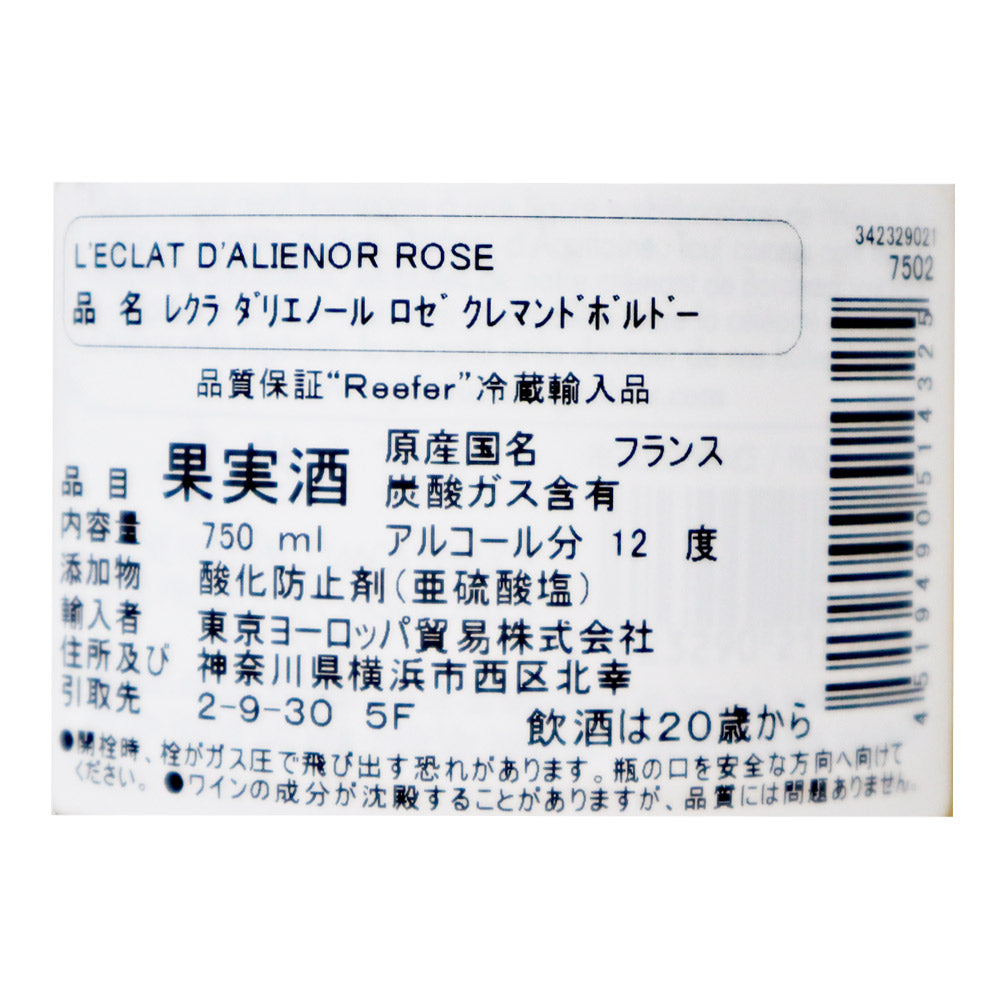 L'ECLAT D'ALIENOR ROSE
342329021
7502
品 名 レクラ ダリエノール ロゼ クレマンドボルドー
品質保証"Reefer"冷蔵輸入品
品 目 果実酒 原産国名 フランス
炭酸ガス含有
内容量 750 ml アルコール分 12 度
添加物 酸化防止剤(亜硫酸塩)
輸入者 東京ヨーロッパ貿易株式会社
住所及び 神奈川県横浜市西区北幸
引取先 2-9-30 5F 飲酒は20歳から
●開栓時、栓がガス圧で飛び出す恐れがあります。瓶の口を安全な方向へ向けて
ください。 ●ワインの成分が沈殿することがありますが、品質には問題ありません。
4519490514325